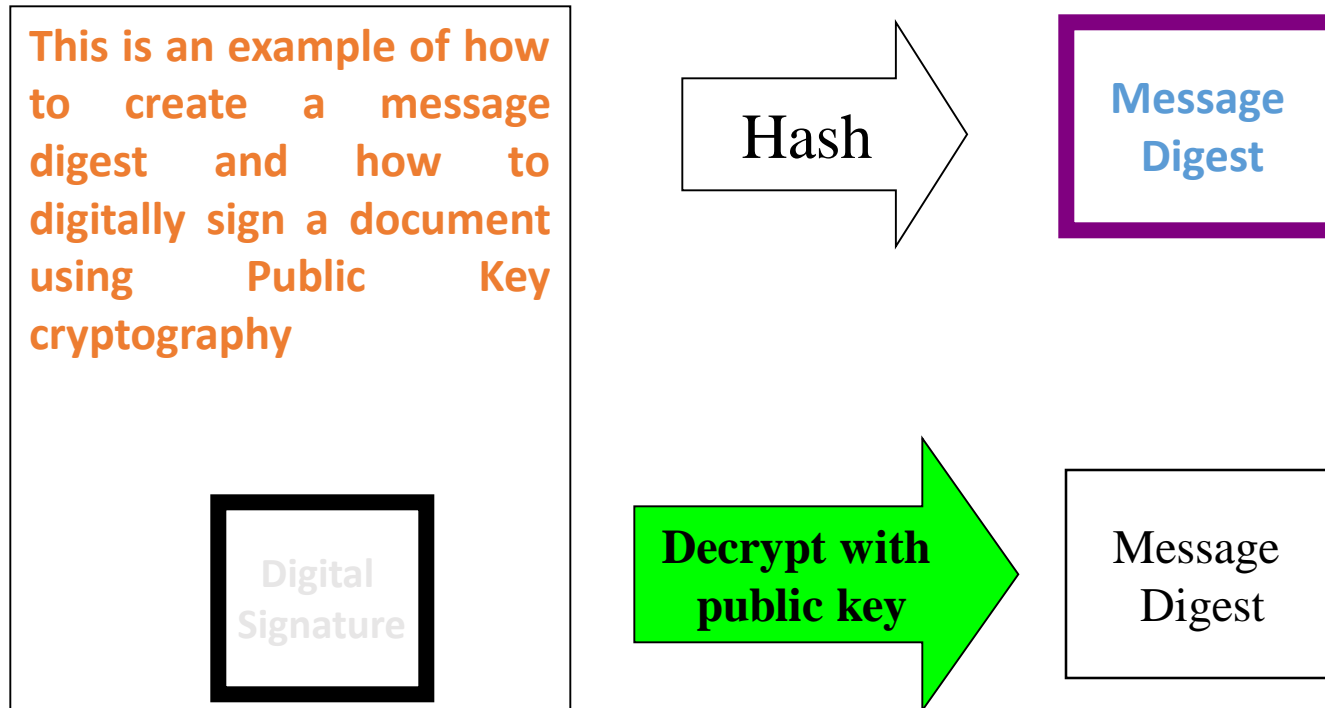 This is an example of how
to create a message
digest and how to
digitally sign a document
using Public Key
cryptography
Hash
Message
Digest
Digital
Signature
Decrypt with
public key
Message
Digest